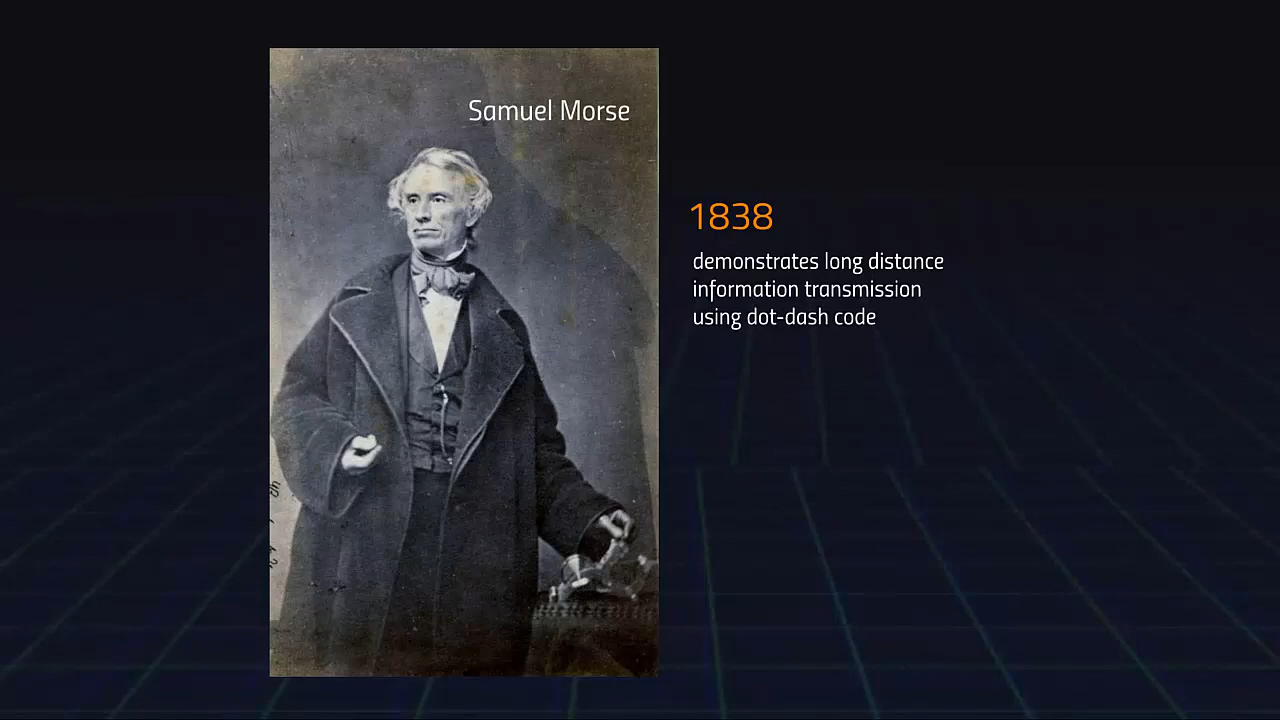 Samuel Morse
1838
demonstrates long distance
information transmission
using dot-dash code